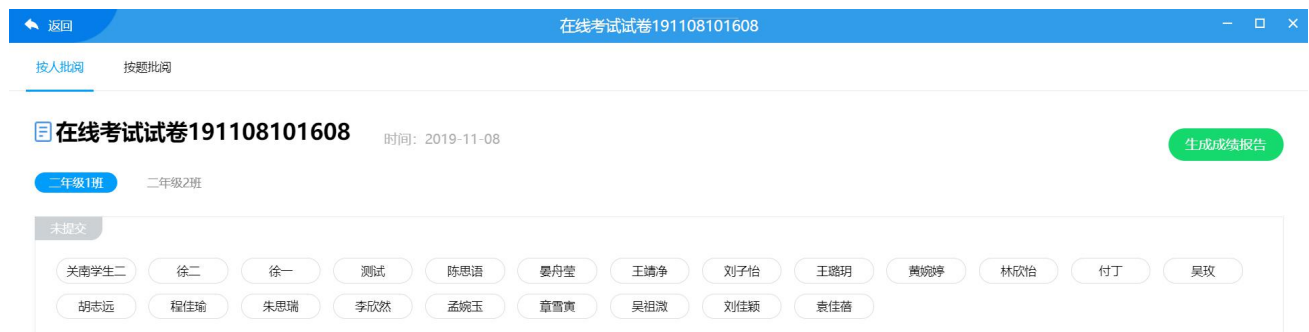 返回 在线考试试卷191108101608
按人批阅 按题批阅
在线考试试卷191108101608 时间：2019-11-08 生成成绩报告
二年级1班 二年级2班
未提交
关南学生二 徐二 徐一 测试 陈思语 晏舟莹 王婧净 刘子怡 王璐玥 黄婉婷 林欣怡 付丁 吴玫
胡志远 程佳瑜 朱思瑞 李欣然 孟婉玉 章雪寅 吴祖溦 刘佳颖 袁佳蓓